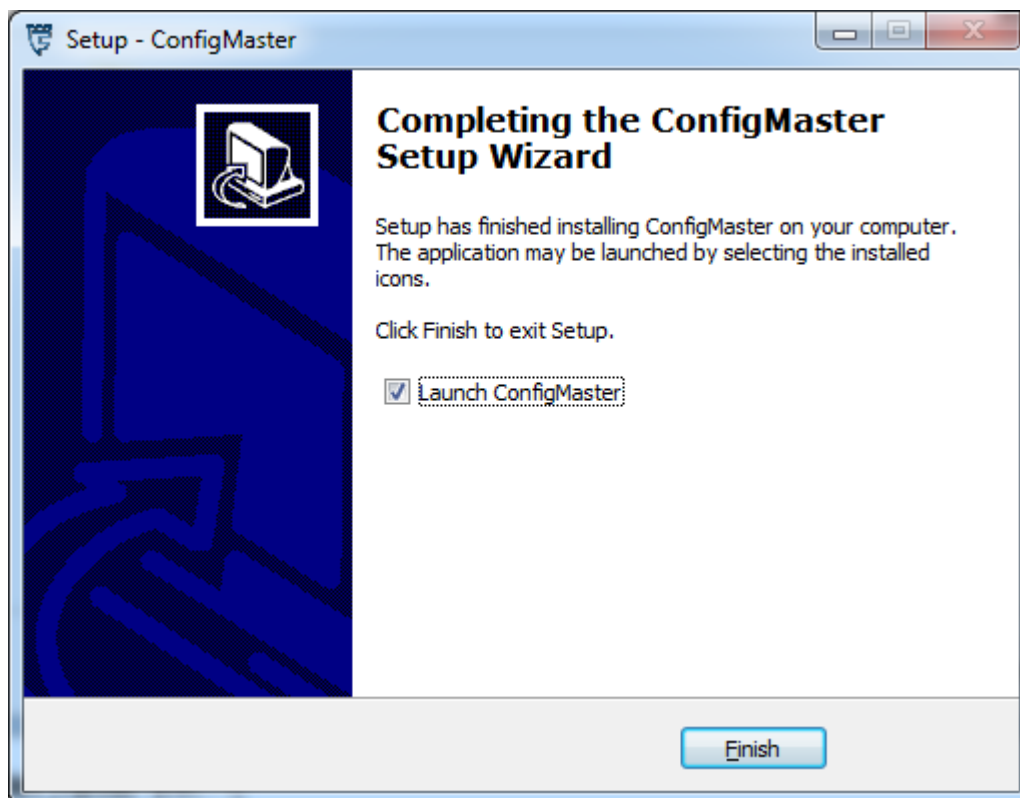 Setup - ConfigMaster
Completing the ConfigMaster
Setup Wizard
Setup has finished installing ConfigMaster on your computer.
The application may be launched by selecting the installed
icons.
Click Finish to exit Setup.
Launch ConfigMaster
Finish